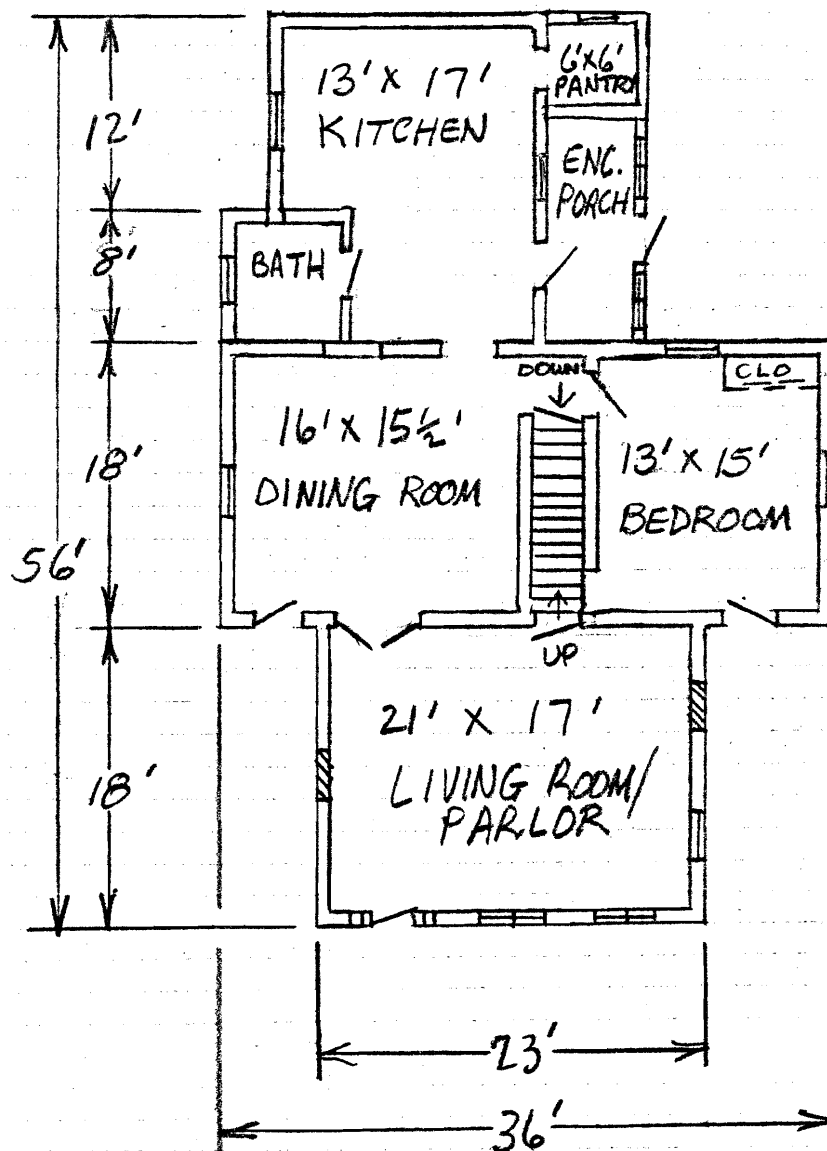 13' X 17'
KITCHEN
6'X6'
PANTRY
12'
ENC.
PORCH
8'
BATH
DOWN
CLO
16' X 15½'
DINING ROOM
13' X 15'
BEDROOM
18'
56'
UP
21' X 17'
LIVING ROOM/
PARLOR
18'
23'
36'